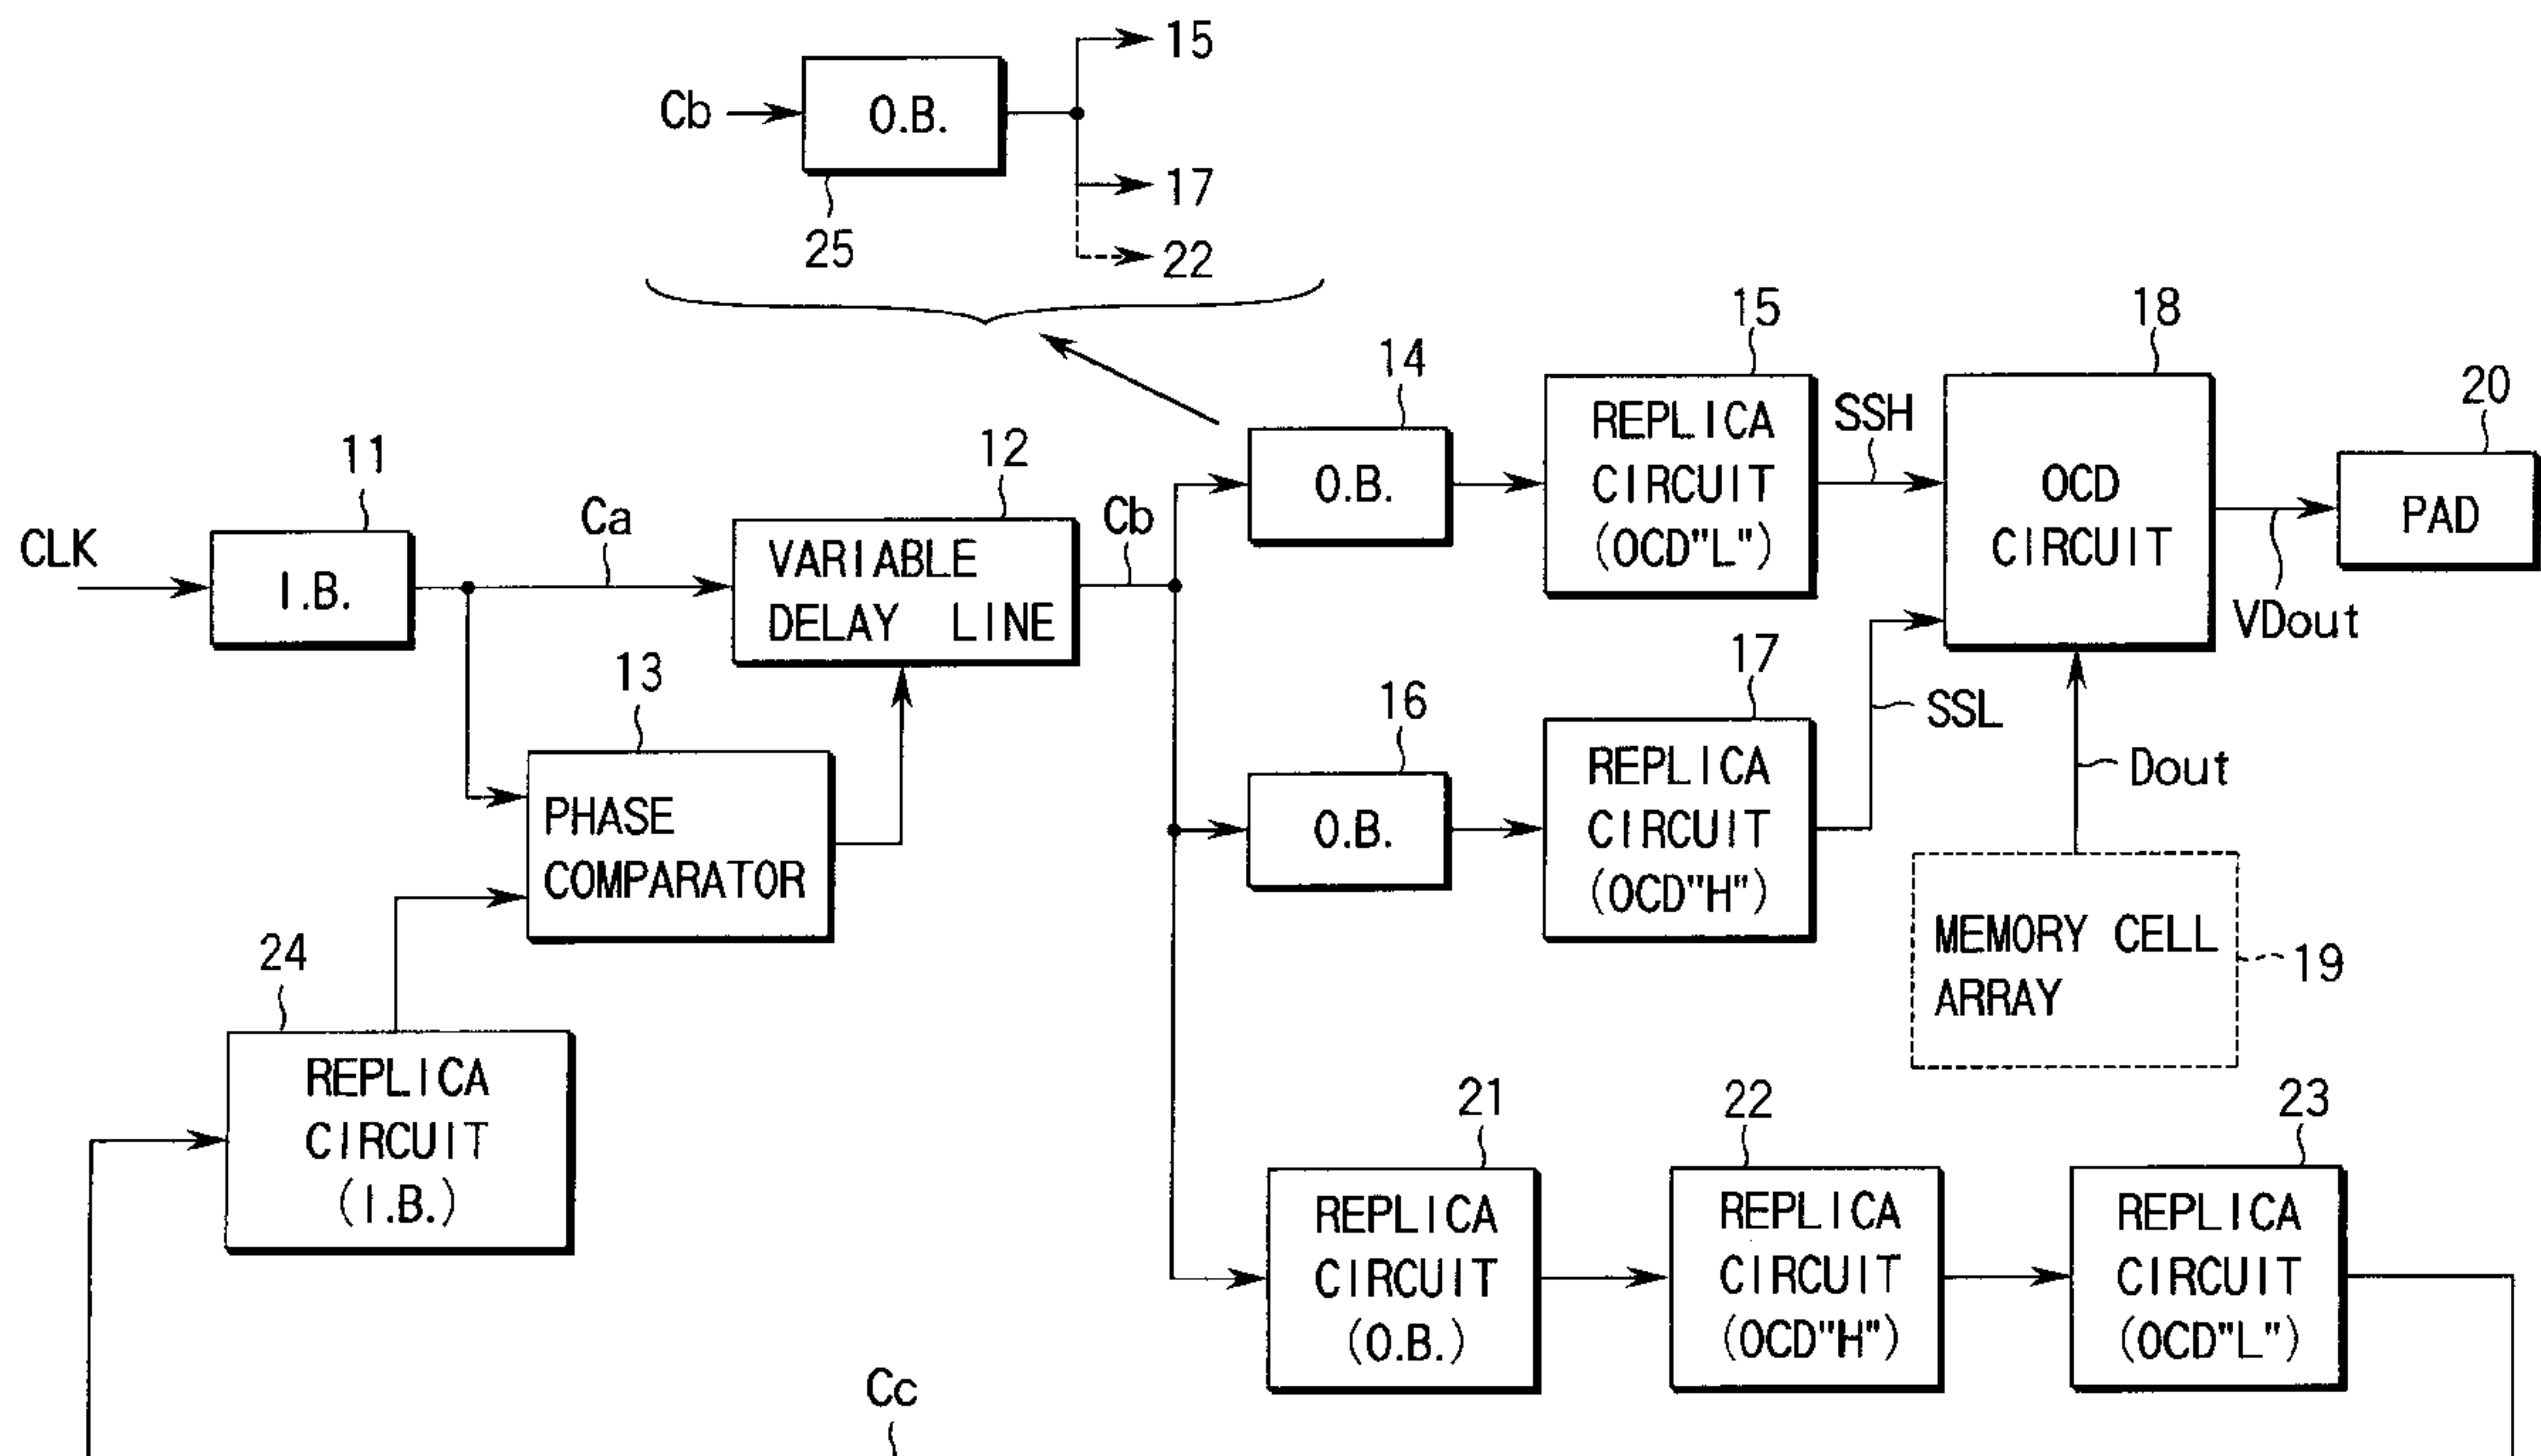 15
Cb
O.B.
17
25
22
15
18
14
20
REPLICA
CIRCUIT
(OCD"L")
SSH
11
12
OCD
CIRCUIT
Ca
Cb
O.B.
PAD
CLK
I.B.
VARIABLE
DELAY LINE
VDout
13
17
16
SSL
REPLICA
CIRCUIT
(OCD"H")
Dout
PHASE
COMPARATOR
O.B.
24
MEMORY CELL
ARRAY
19
REPLICA
CIRCUIT
(I.B.)
21
22
23
REPLICA
CIRCUIT
(O.B.)
REPLICA
CIRCUIT
(OCD"H")
REPLICA
CIRCUIT
(OCD"L")
Cc